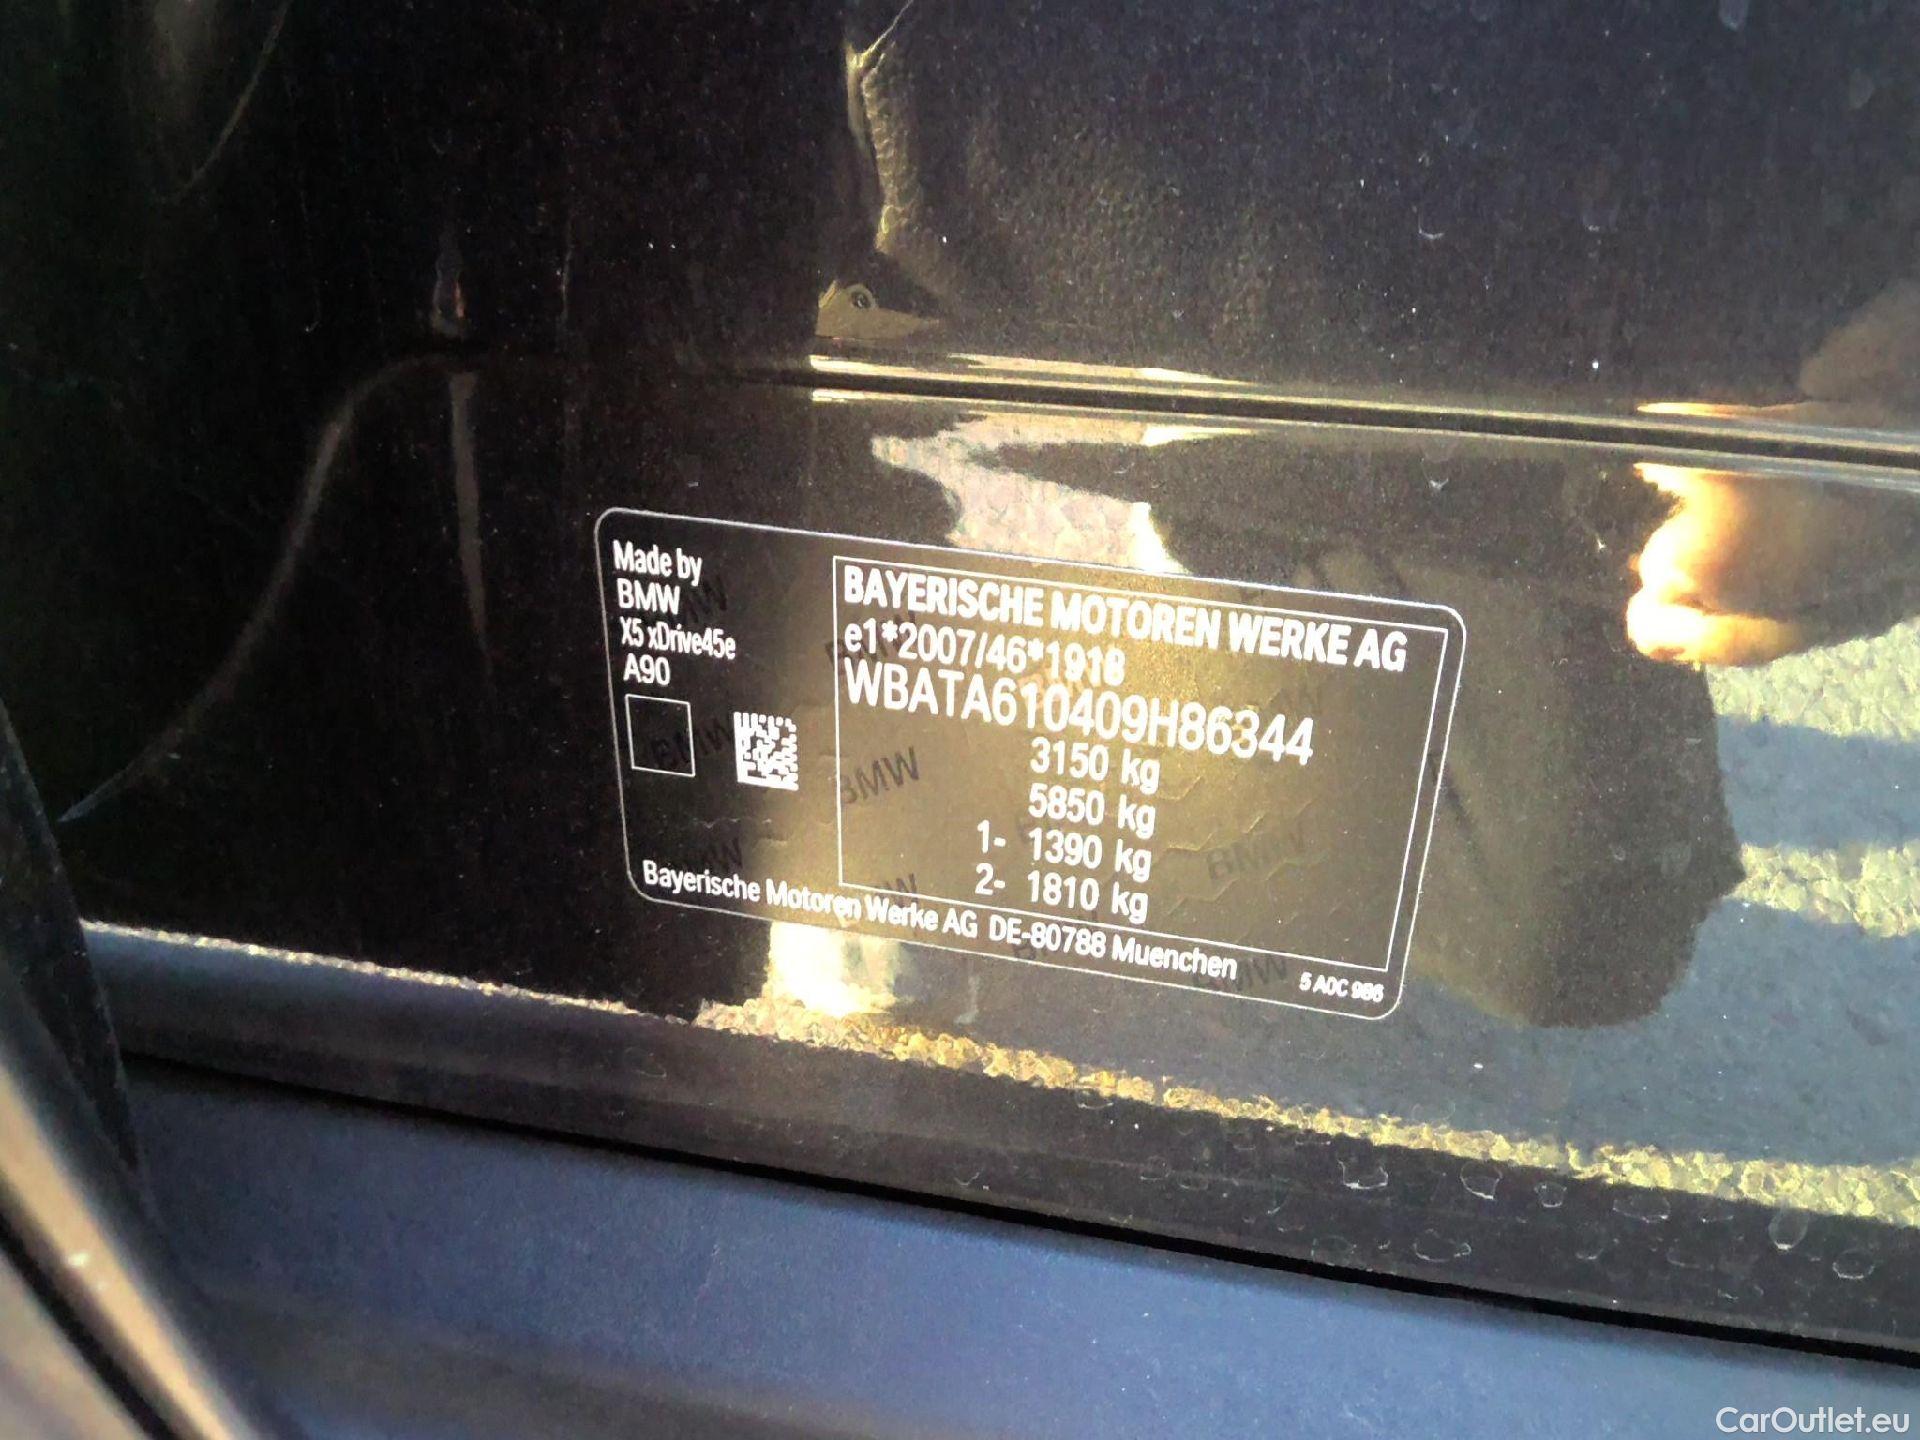 Made by
BMW
X5 xDrive45e
A90
BAYERISCHE MOTOREN WERKE AG
e1*2007/46*1918
WBATA610409H86344
3150 kg
5850 kg
1- 1390 kg
2- 1810 kg
Bayerische Motoren Werke AG DE-80788 Muenchen
5 A0C 986
CarOutlet.eu